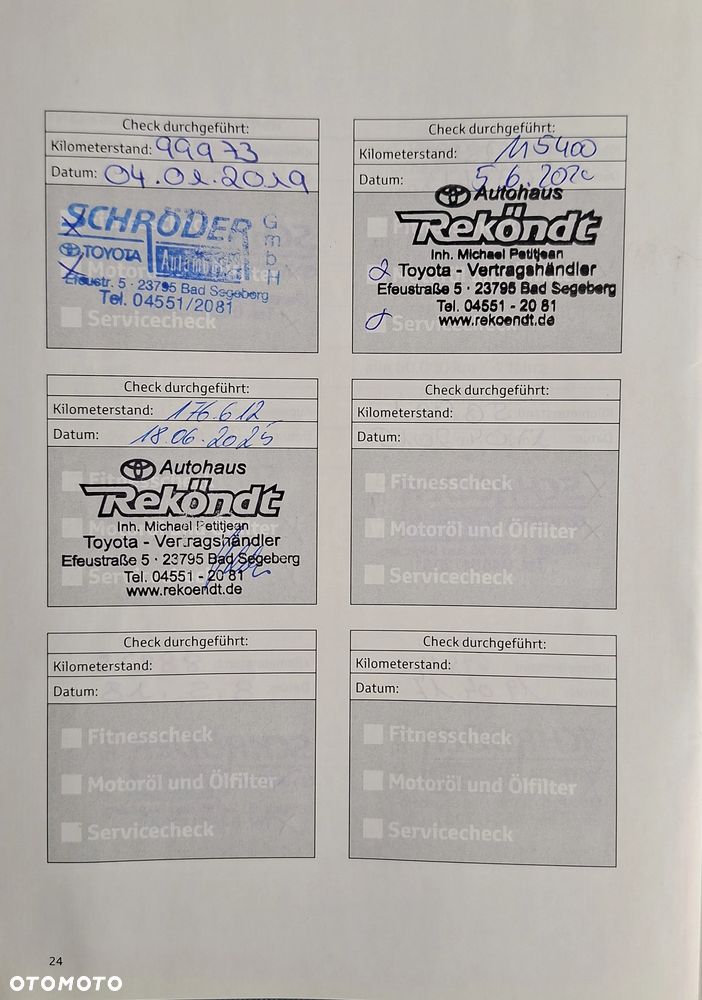 Check durchgeführt:
Kilometerstand: 99973
Datum: 04.01.2019
SCHRÖDER
GmbH
TOYOTA
Automobile
Efeustr. 5 · 23795 Bad Segeberg
Tel. 04551/2081
Servicecheck
Check durchgeführt:
Kilometerstand: 115400
Datum: 5.6.2020
Autohaus
Reköndt
Inh. Michael Petitjean
Toyota - Vertragshändler
Efeustraße 5 · 23795 Bad Segeberg
Tel. 04551 - 20 81
www.rekoendt.de
Servicecheck
Check durchgeführt:
Kilometerstand: 176.612
Datum: 18.06.2025
Autohaus
Reköndt
Inh. Michael Petitjean
Toyota - Vertragshändler
Efeustraße 5 · 23795 Bad Segeberg
Tel. 04551 - 20 81
www.rekoendt.de
Check durchgeführt:
Kilometerstand:
Datum:
Fitnesscheck
Motoröl und Ölfilter
Servicecheck
Check durchgeführt:
Kilometerstand:
Datum:
Fitnesscheck
Motoröl und Ölfilter
Servicecheck
Check durchgeführt:
Kilometerstand:
Datum:
Fitnesscheck
Motoröl und Ölfilter
Servicecheck
24
OTOMOTO